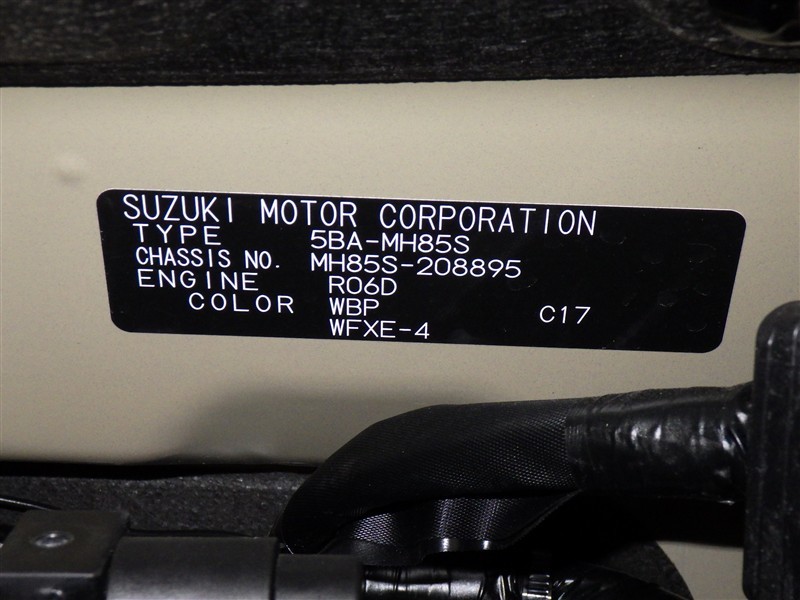 SUZUKI MOTOR CORPORATION
TYPE 5BA-MH85S
CHASSIS NO. MH85S-208895
ENGINE R06D
COLOR WBP C17
WFXE-4